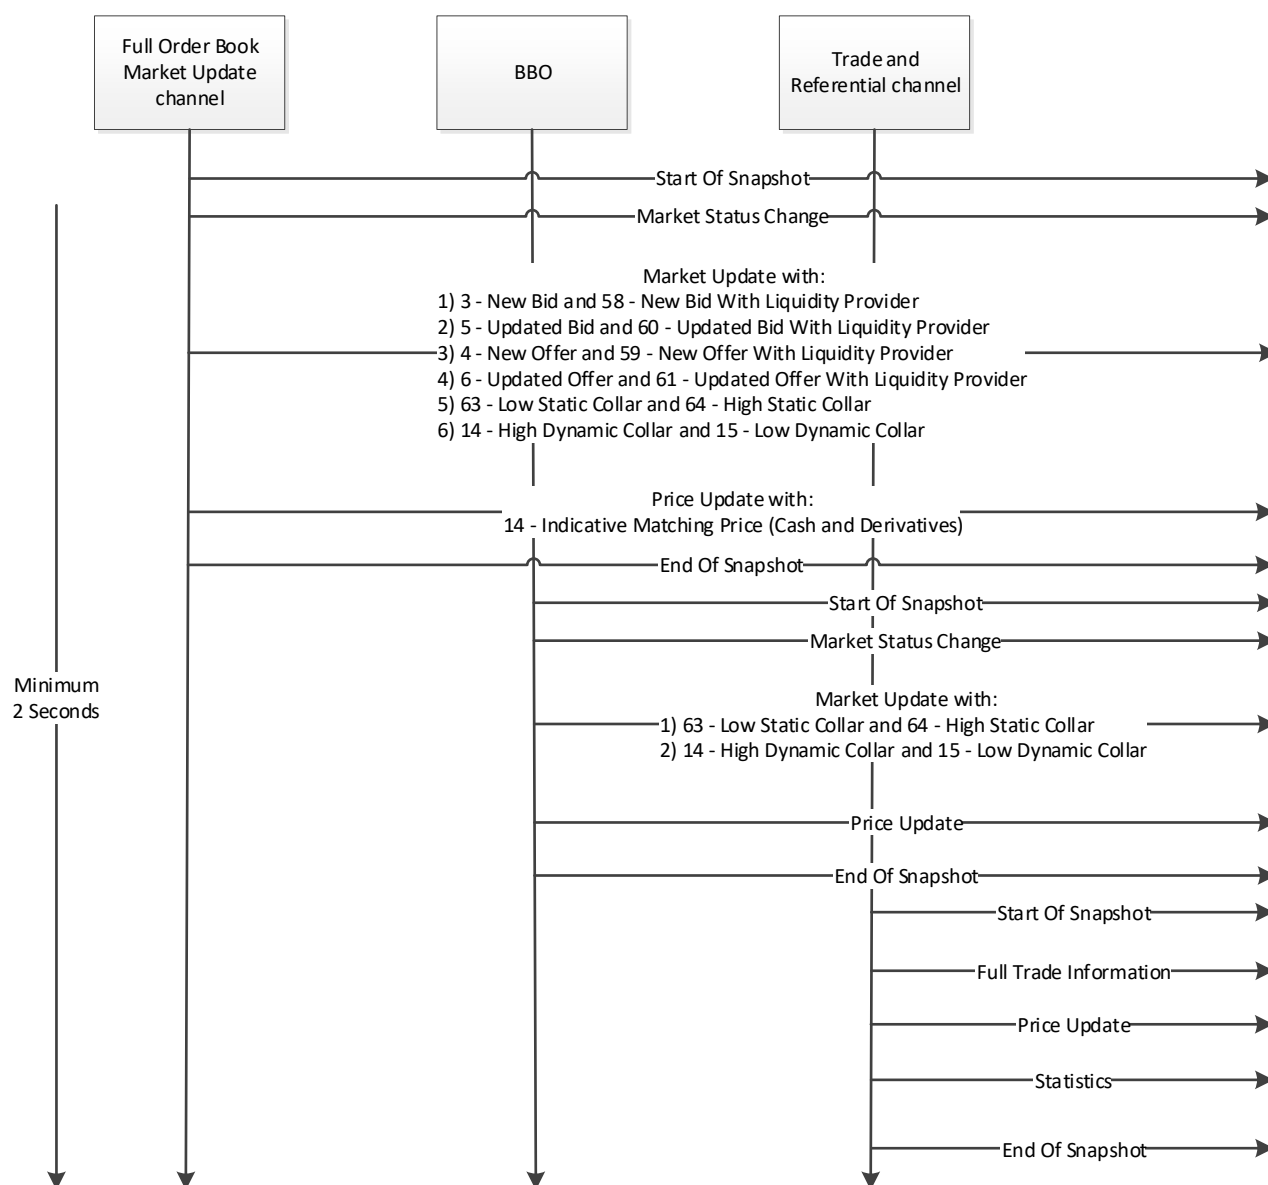 Full Order Book
Market Update
channel
BBO
Trade and
Referential channel
Start Of Snapshot
Market Status Change
Market Update with:
1) 3 - New Bid and 58 - New Bid With Liquidity Provider
2) 5 - Updated Bid and 60 - Updated Bid With Liquidity Provider
3) 4 - New Offer and 59 - New Offer With Liquidity Provider
4) 6 - Updated Offer and 61 - Updated Offer With Liquidity Provider
5) 63 - Low Static Collar and 64 - High Static Collar
6) 14 - High Dynamic Collar and 15 - Low Dynamic Collar
Price Update with:
14 - Indicative Matching Price (Cash and Derivatives)
End Of Snapshot
Start Of Snapshot
Market Status Change
Minimum
2 Seconds
Market Update with:
1) 63 - Low Static Collar and 64 - High Static Collar
2) 14 - High Dynamic Collar and 15 - Low Dynamic Collar
Price Update
End Of Snapshot
Start Of Snapshot
Full Trade Information
Price Update
Statistics
End Of Snapshot